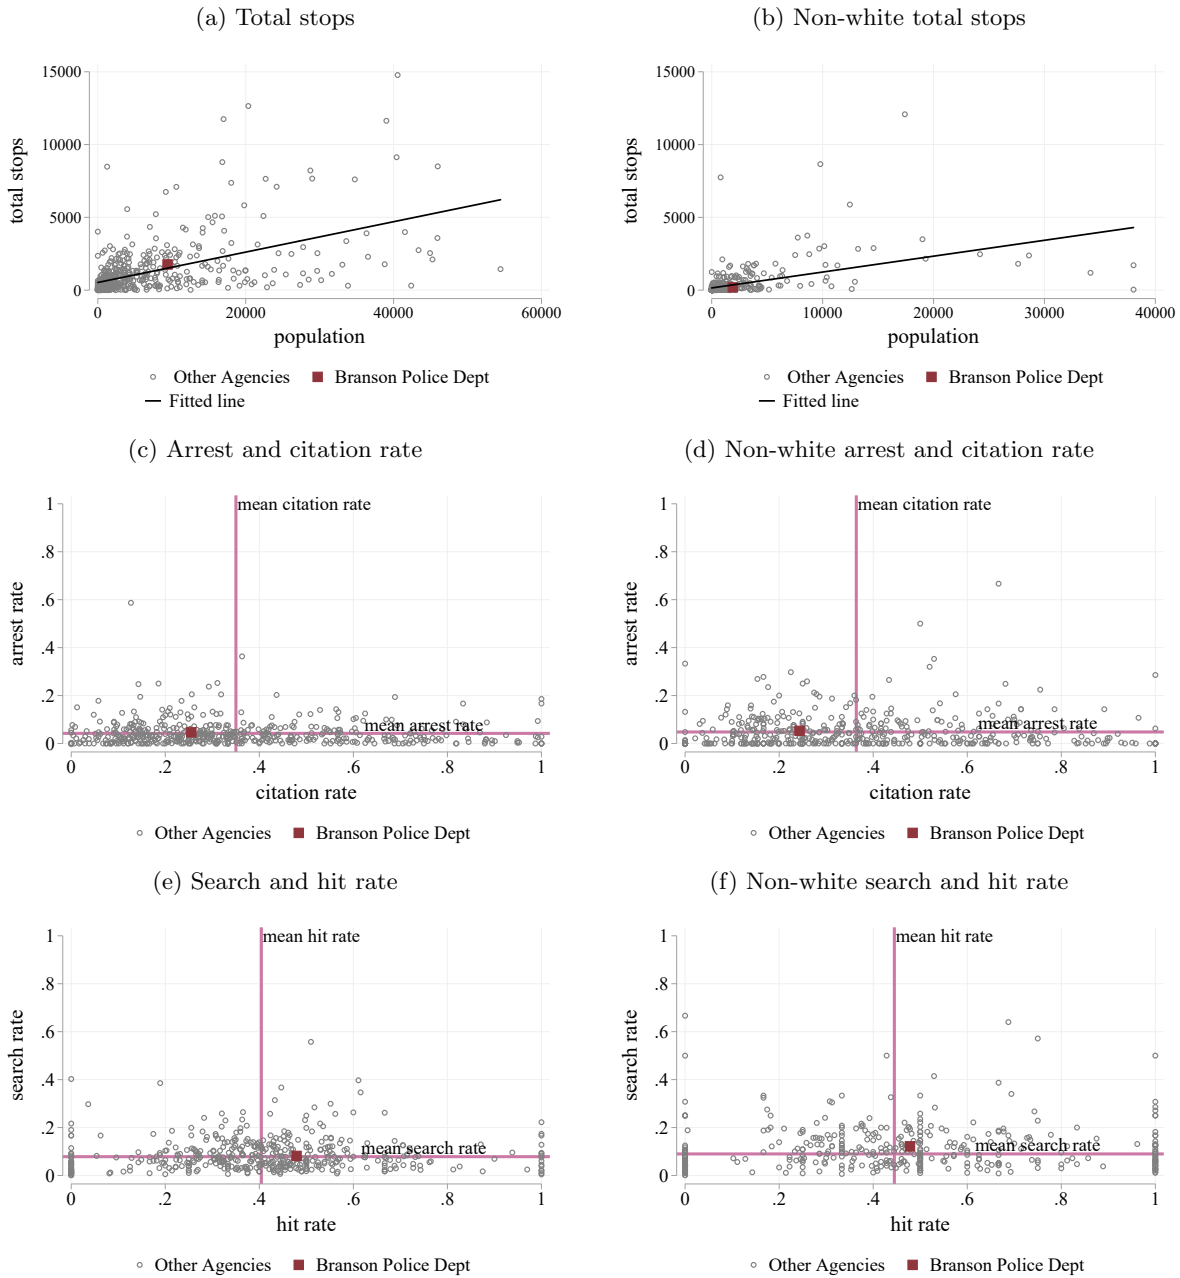 (a) Total stops
(b) Non-white total stops
15000
10000
5000
0
total stops
0 20000 40000 60000
population
Other Agencies Branson Police Dept
Fitted line
15000
10000
5000
0
total stops
0 10000 20000 30000 40000
population
Other Agencies Branson Police Dept
Fitted line
(c) Arrest and citation rate
(d) Non-white arrest and citation rate
1
.8
.6
.4
.2
0
arrest rate
mean citation rate
mean arrest rate
0 .2 .4 .6 .8 1
citation rate
Other Agencies Branson Police Dept
1
.8
.6
.4
.2
0
arrest rate
mean citation rate
mean arrest rate
0 .2 .4 .6 .8 1
citation rate
Other Agencies Branson Police Dept
(e) Search and hit rate
(f) Non-white search and hit rate
1
.8
.6
.4
.2
0
search rate
mean hit rate
mean search rate
0 .2 .4 .6 .8 1
hit rate
Other Agencies Branson Police Dept
1
.8
.6
.4
.2
0
search rate
mean hit rate
mean search rate
0 .2 .4 .6 .8 1
hit rate
Other Agencies Branson Police Dept